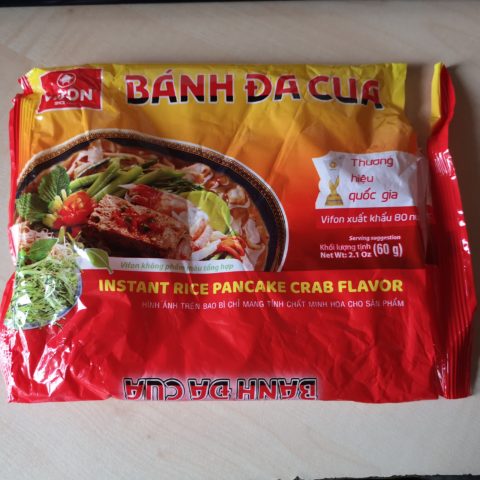 VIFON
BÁNH ĐA CUA
Thương
hiệu
quốc gia
Vifon xuất khẩu 80
Serving suggestion
Khối lượng tịnh
Net Wt: 2.1 Oz (60 g)
Vifon không phẩm màu tổng hợp
INSTANT RICE PANCAKE CRAB FLAVOR
HÌNH ẢNH TRÊN BAO BÌ CHỈ MANG TÍNH CHẤT MINH HỌA CHO SẢN PHẨM
BÁNH ĐA CUA